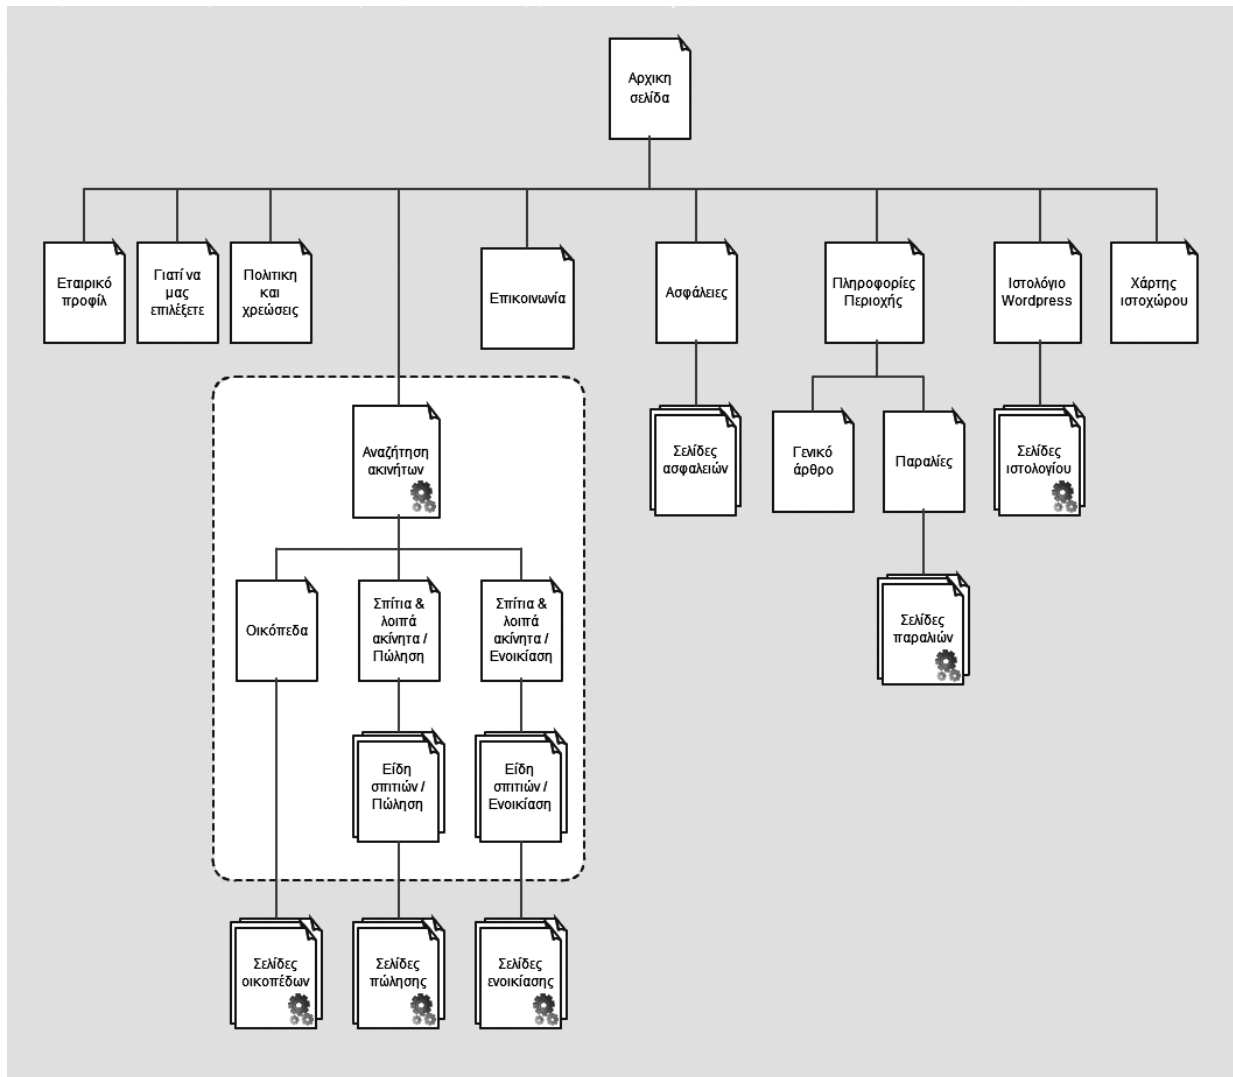 Αρχικη
σελίδα
Εταιρικό
προφίλ
Γιατί να
μας
επιλέξετε
Πολιτικη
και
χρεώσεις
Επικοινωνία
Ασφάλειες
Πληροφορίες
Περιοχής
Ιστολόγιο
Wordpress
Χάρτης
ιστοχώρου
Αναζήτηση
ακινήτων
Σελίδες
ασφαλειών
Γενικό
άρθρο
Παραλίες
Σελίδες
ιστολογίου
Οικόπεδα
Σπίτια &
λοιπά
ακίνητα /
Πώληση
Σπίτια &
λοιπά
ακίνητα /
Ενοικίαση
Σελίδες
παραλιών
Είδη
σπιτιών /
Πώληση
Είδη
σπιτιών /
Ενοικίαση
Σελίδες
οικοπέδων
Σελίδες
πώλησης
Σελίδες
ενοικίασης